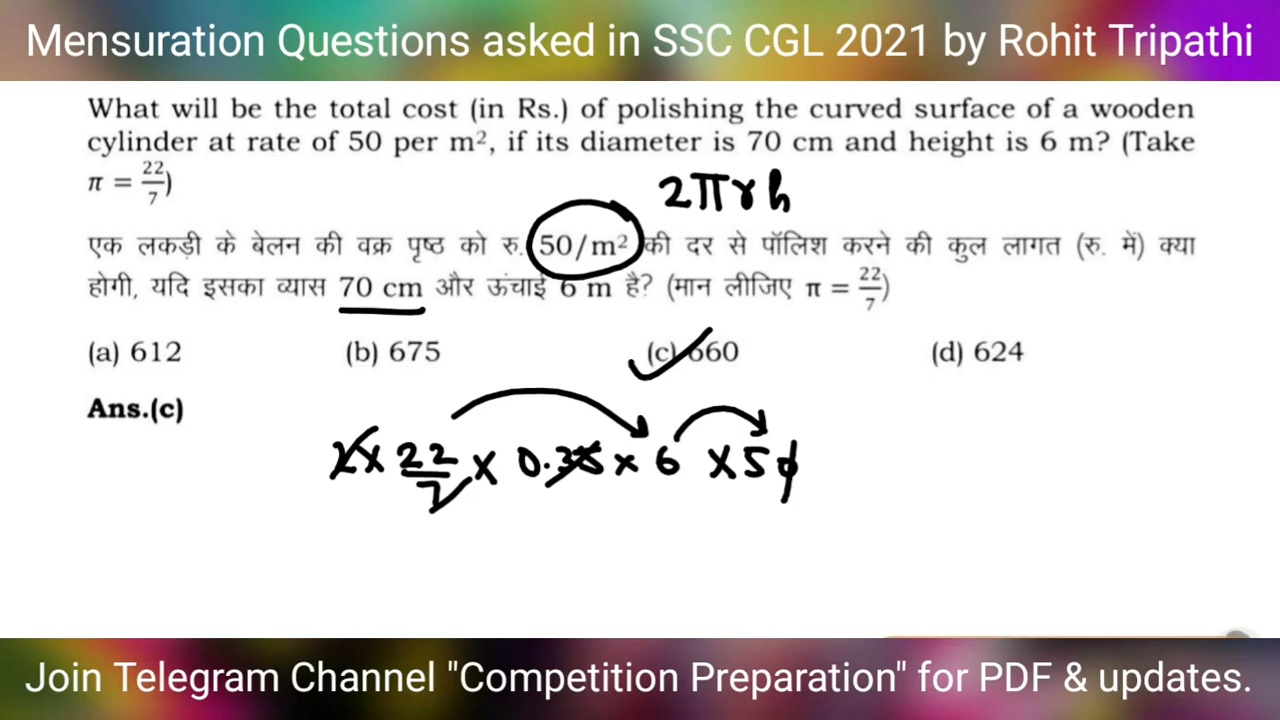 Mensuration Questions asked in SSC CGL 2021 by Rohit Tripathi
What will be the total cost (in Rs.) of polishing the curved surface of a wooden
cylinder at rate of 50 per m², if its diameter is 70 cm and height is 6 m? (Take
π = 22/7)
2πrh
एक लकड़ी के बेलन की वक्र पृष्ठ को रु. 50/m² की दर से पॉलिश करने की कुल लागत (रु. में) क्या
होगी, यदि इसका व्यास 70 cm और ऊंचाई 6 m है? (मान लीजिए π = 22/7)
(a) 612 (b) 675 (c) 660 (d) 624
Ans.(c)
2 × 22/7 × 0.35 × 6 × 50
Join Telegram Channel "Competition Preparation" for PDF & updates.